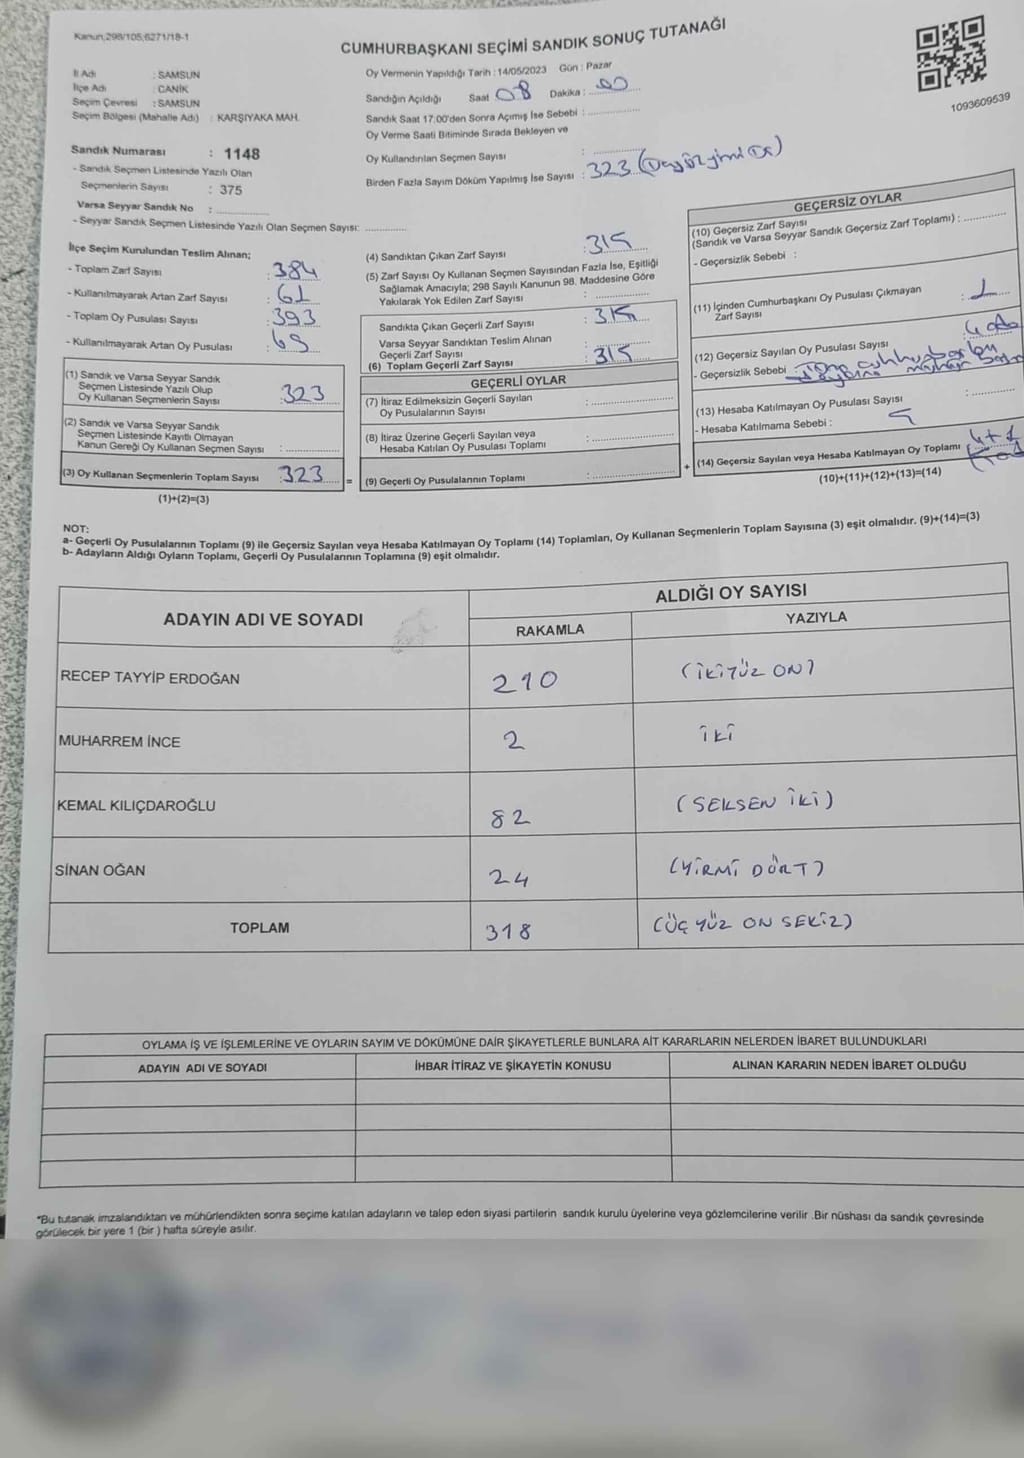 Kanun;298/105;6271/18-1
CUMHURBAŞKANI SEÇİMİ SANDIK SONUÇ TUTANAĞI
İl Adı : SAMSUN
İlçe Adı : CANİK
Seçim Çevresi : SAMSUN
Seçim Bölgesi (Mahalle Adı) : KARŞIYAKA MAH.
Sandık Numarası : 1148
- Sandık Seçmen Listesinde Yazılı Olan
Seçmenlerin Sayısı : 375
Varsa Seyyar Sandık No :
- Seyyar Sandık Seçmen Listesinde Yazılı Olan Seçmen Sayısı:
Oy Vermenin Yapıldığı Tarih : 14/05/2023 Gün : Pazar
Sandığın Açıldığı Saat 08 Dakika : 00
Sandık Saat 17:00'den Sonra Açımış İse Sebebi :
Oy Verme Saati Bitiminde Sırada Bekleyen ve
Oy Kullandırılan Seçmen Sayısı :
Birden Fazla Sayım Döküm Yapılmış İse Sayısı : 323
1093609539
İlçe Seçim Kurulundan Teslim Alınan;
- Toplam Zarf Sayısı : 384
- Kullanılmayarak Artan Zarf Sayısı : 61
- Toplam Oy Pusulası Sayısı : 393
- Kullanılmayarak Artan Oy Pusulası : 69
(1) Sandık ve Varsa Seyyar Sandık
Seçmen Listesinde Yazılı Olup
Oy Kullanan Seçmenlerin Sayısı : 323
(2) Sandık ve Varsa Seyyar Sandık
Seçmen Listesinde Kayıtlı Olmayan
Kanun Gereği Oy Kullanan Seçmen Sayısı :
(3) Oy Kullanan Seçmenlerin Toplam Sayısı : 323 =
(1)+(2)=(3)
(4) Sandıktan Çıkan Zarf Sayısı : 315
(5) Zarf Sayısı Oy Kullanan Seçmen Sayısından Fazla İse, Eşitliği
Sağlamak Amacıyla; 298 Sayılı Kanunun 98. Maddesine Göre
Yakılarak Yok Edilen Zarf Sayısı :
Sandıkta Çıkan Geçerli Zarf Sayısı : 315
Varsa Seyyar Sandıktan Teslim Alınan
Geçerli Zarf Sayısı :
(6) Toplam Geçerli Zarf Sayısı : 315
GEÇERLİ OYLAR
(7) İtiraz Edilmeksizin Geçerli Sayılan
Oy Pusulalarının Sayısı :
(8) İtiraz Üzerine Geçerli Sayılan veya
Hesaba Katılan Oy Pusulası Toplamı :
(9) Geçerli Oy Pusulalarının Toplamı : +
GEÇERSİZ OYLAR
(10) Geçersiz Zarf Sayısı
(Sandık ve Varsa Seyyar Sandık Geçersiz Zarf Toplamı) :
- Geçersizlik Sebebi :
(11) İçinden Cumhurbaşkanı Oy Pusulası Çıkmayan
Zarf Sayısı : 1
(12) Geçersiz Sayılan Oy Pusulası Sayısı
- Geçersizlik Sebebi :
(13) Hesaba Katılmayan Oy Pusulası Sayısı :
- Hesaba Katılmama Sebebi :
(14) Geçersiz Sayılan veya Hesaba Katılmayan Oy Toplamı 4+1
(10)+(11)+(12)+(13)=(14)
NOT:
a- Geçerli Oy Pusulalarının Toplamı (9) ile Geçersiz Sayılan veya Hesaba Katılmayan Oy Toplamı (14) Toplamları, Oy Kullanan Seçmenlerin Toplam Sayısına (3) eşit olmalıdır. (9)+(14)=(3)
b- Adayların Aldığı Oyların Toplamı, Geçerli Oy Pusulalarının Toplamına (9) eşit olmalıdır.
ADAYIN ADI VE SOYADI ALDIĞI OY SAYISI
RAKAMLA YAZIYLA
RECEP TAYYİP ERDOĞAN 210 (İKİYÜZ ON)
MUHARREM İNCE 2 İKİ
KEMAL KILIÇDAROĞLU 82 (SEKSEN İKİ)
SİNAN OĞAN 24 (YİRMİ DÖRT)
TOPLAM 318 (ÜÇ YÜZ ON SEKİZ)
OYLAMA İŞ VE İŞLEMLERİNE VE OYLARIN SAYIM VE DÖKÜMÜNE DAİR ŞİKAYETLERLE BUNLARA AİT KARARLARIN NELERDEN İBARET BULUNDUKLARI
ADAYIN ADI VE SOYADI İHBAR İTİRAZ VE ŞİKAYETİN KONUSU ALINAN KARARIN NEDEN İBARET OLDUĞU
*Bu tutanak imzalandıktan ve mühürlendikten sonra seçime katılan adayların ve talep eden siyasi partilerin sandık kurulu üyelerine veya gözlemcilerine verilir .Bir nüshası da sandık çevresinde
görülecek bir yere 1 (bir ) hafta süreyle asılır.